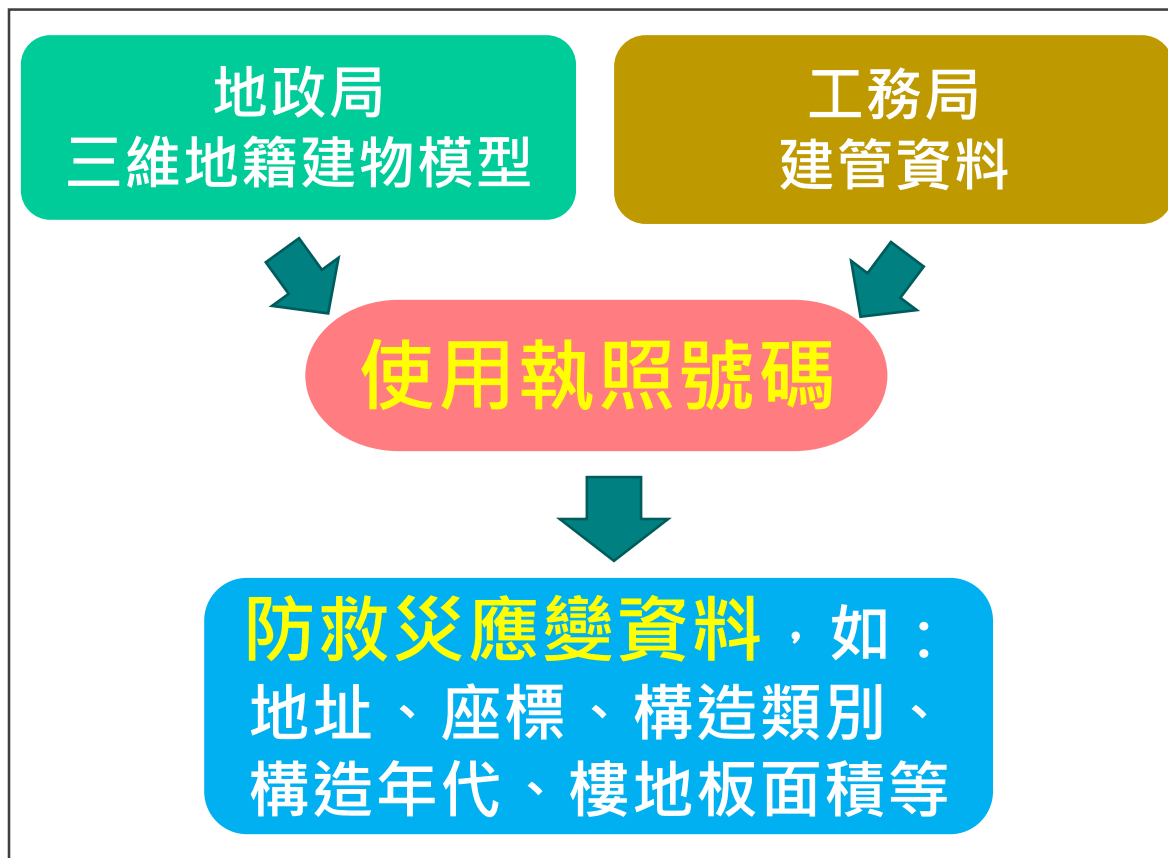 地政局
三維地籍建物模型
工務局
建管資料
使用執照號碼
防救災應變資料，如：
地址、座標、構造類別、
構造年代、樓地板面積等